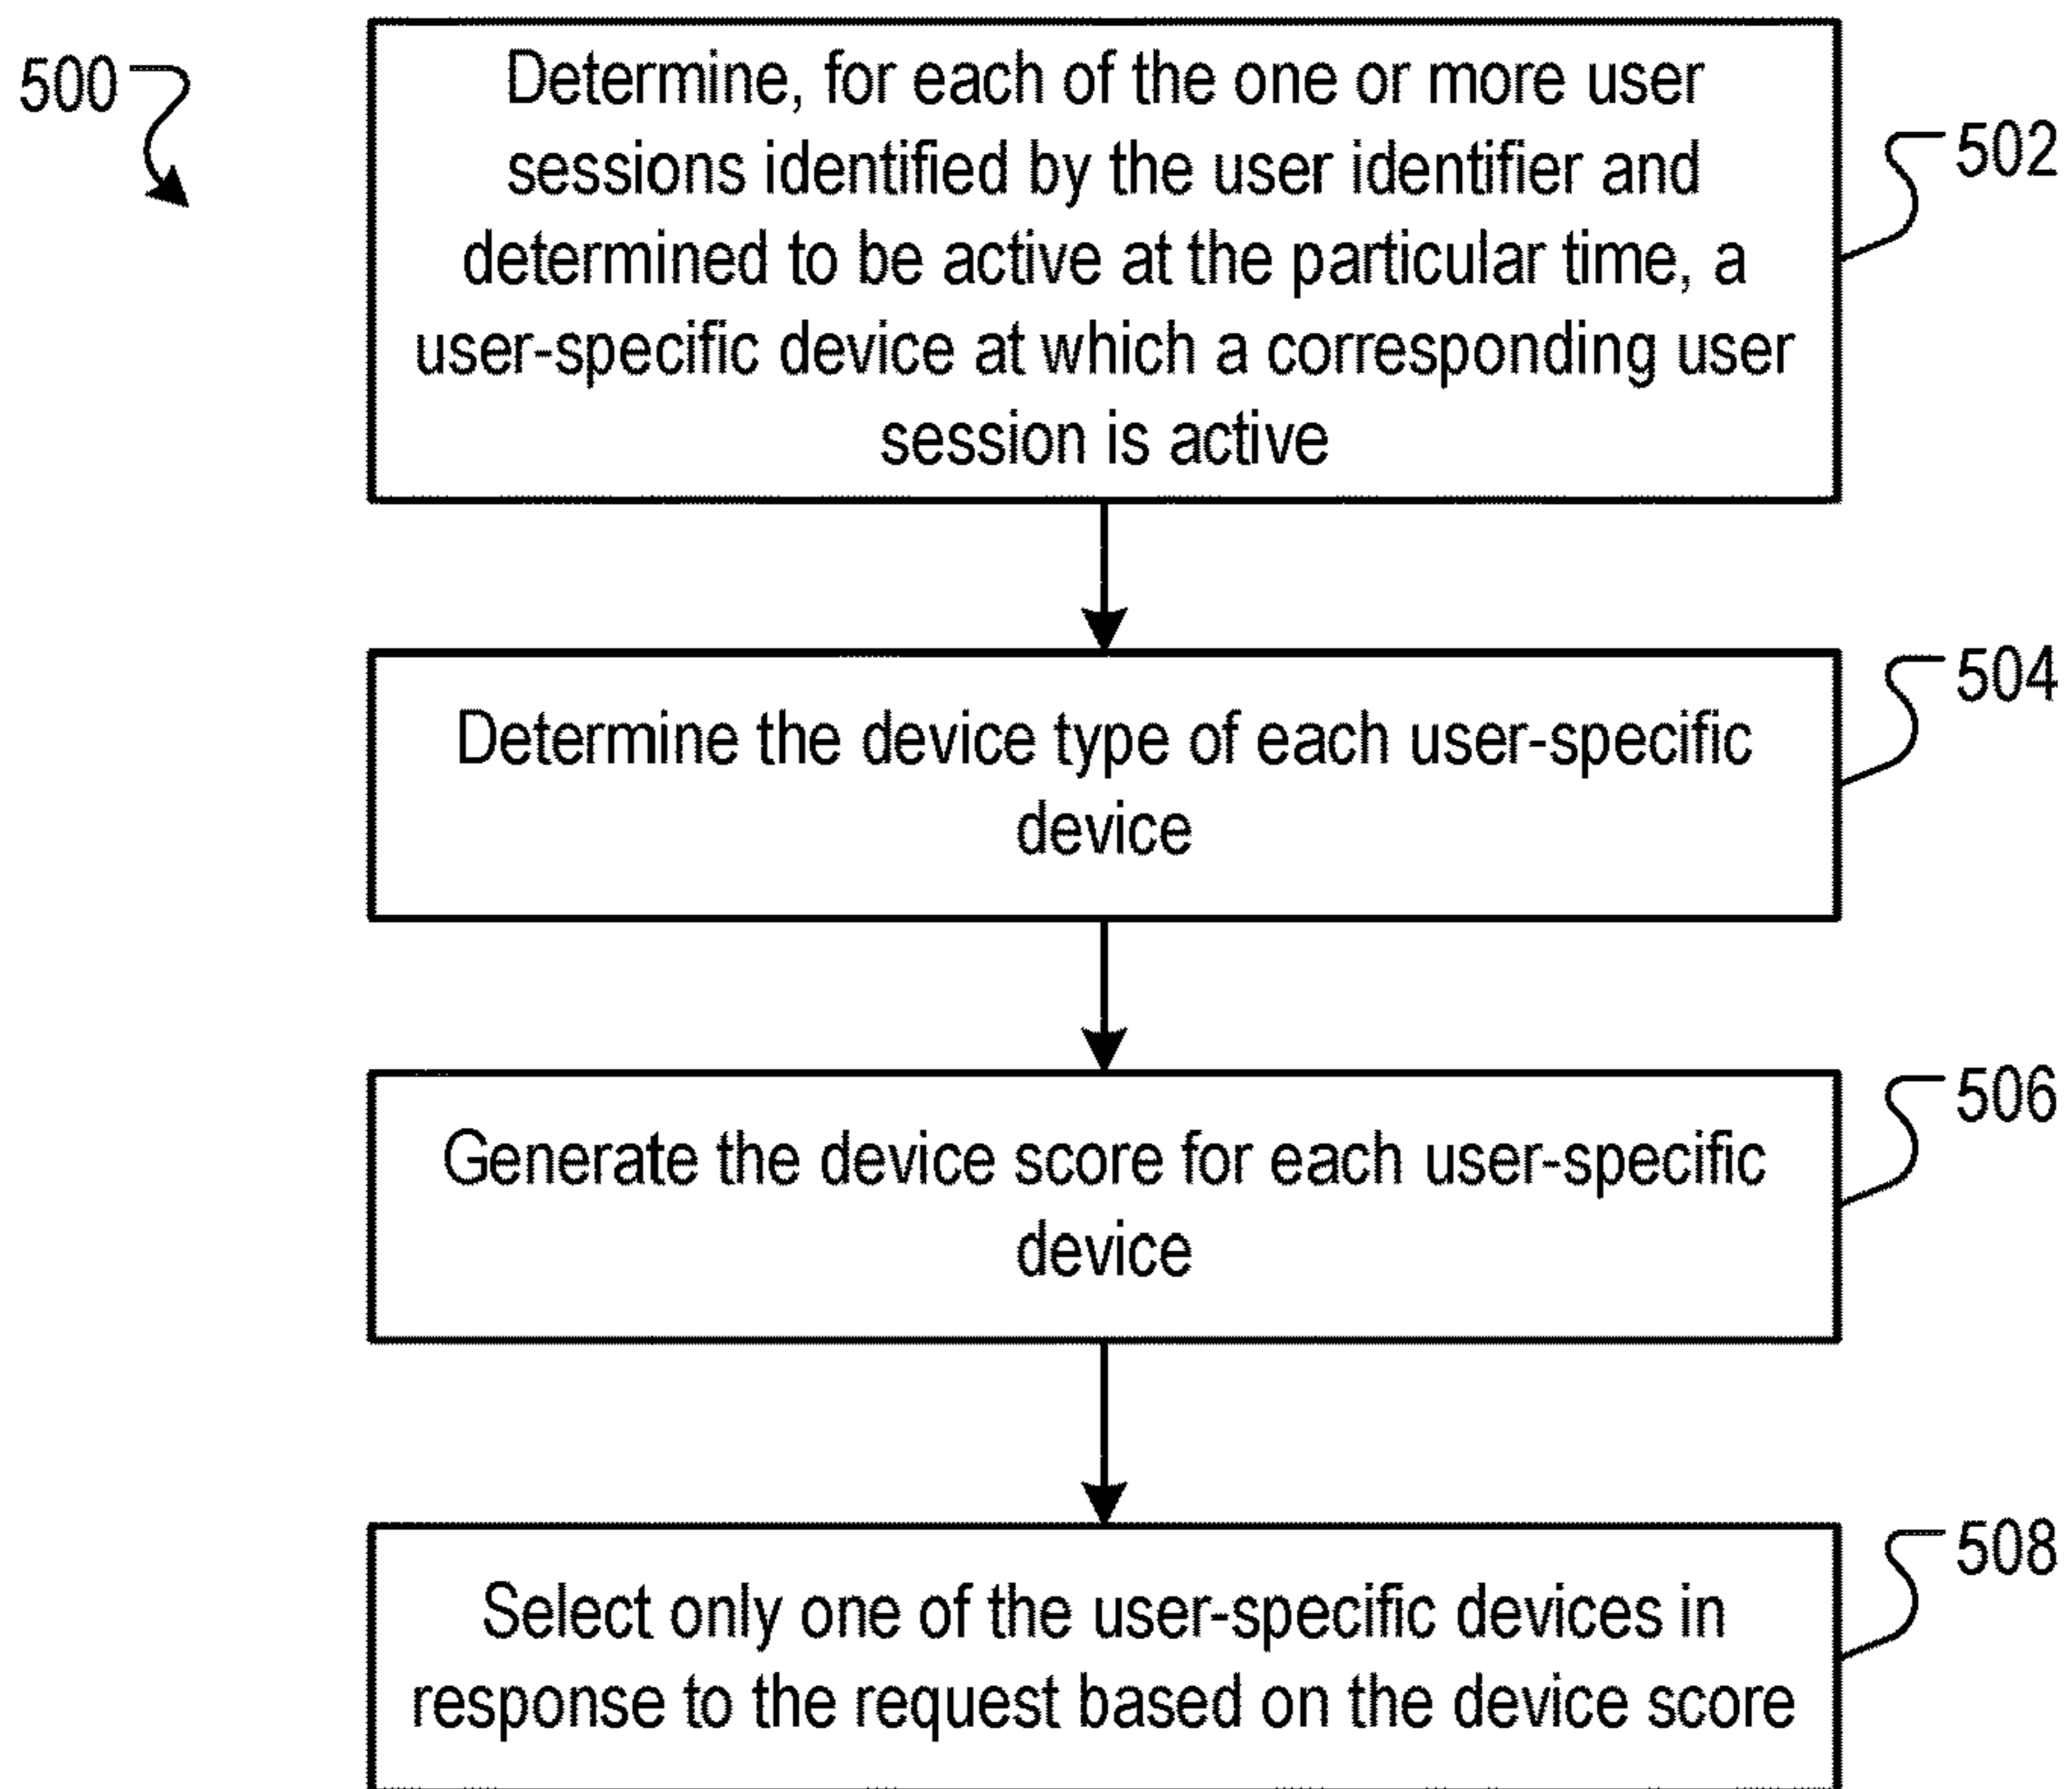 500
Determine, for each of the one or more user
sessions identified by the user identifier and
determined to be active at the particular time, a
user-specific device at which a corresponding user
session is active
502
Determine the device type of each user-specific
device
504
Generate the device score for each user-specific
device
506
Select only one of the user-specific devices in
response to the request based on the device score
508